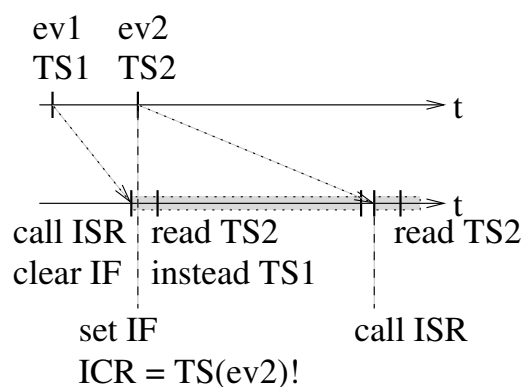 ev1 ev2
TS1 TS2
t
t
call ISR read TS2 read TS2
clear IF instead TS1
set IF call ISR
ICR = TS(ev2)!